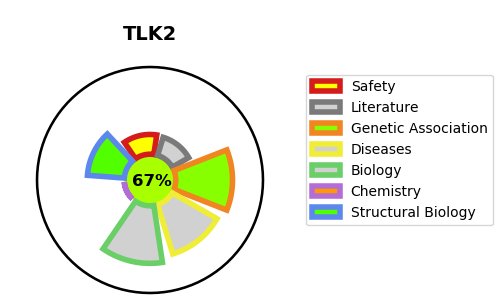 TLK2
67%
Safety
Literature
Genetic Association
Diseases
Biology
Chemistry
Structural Biology